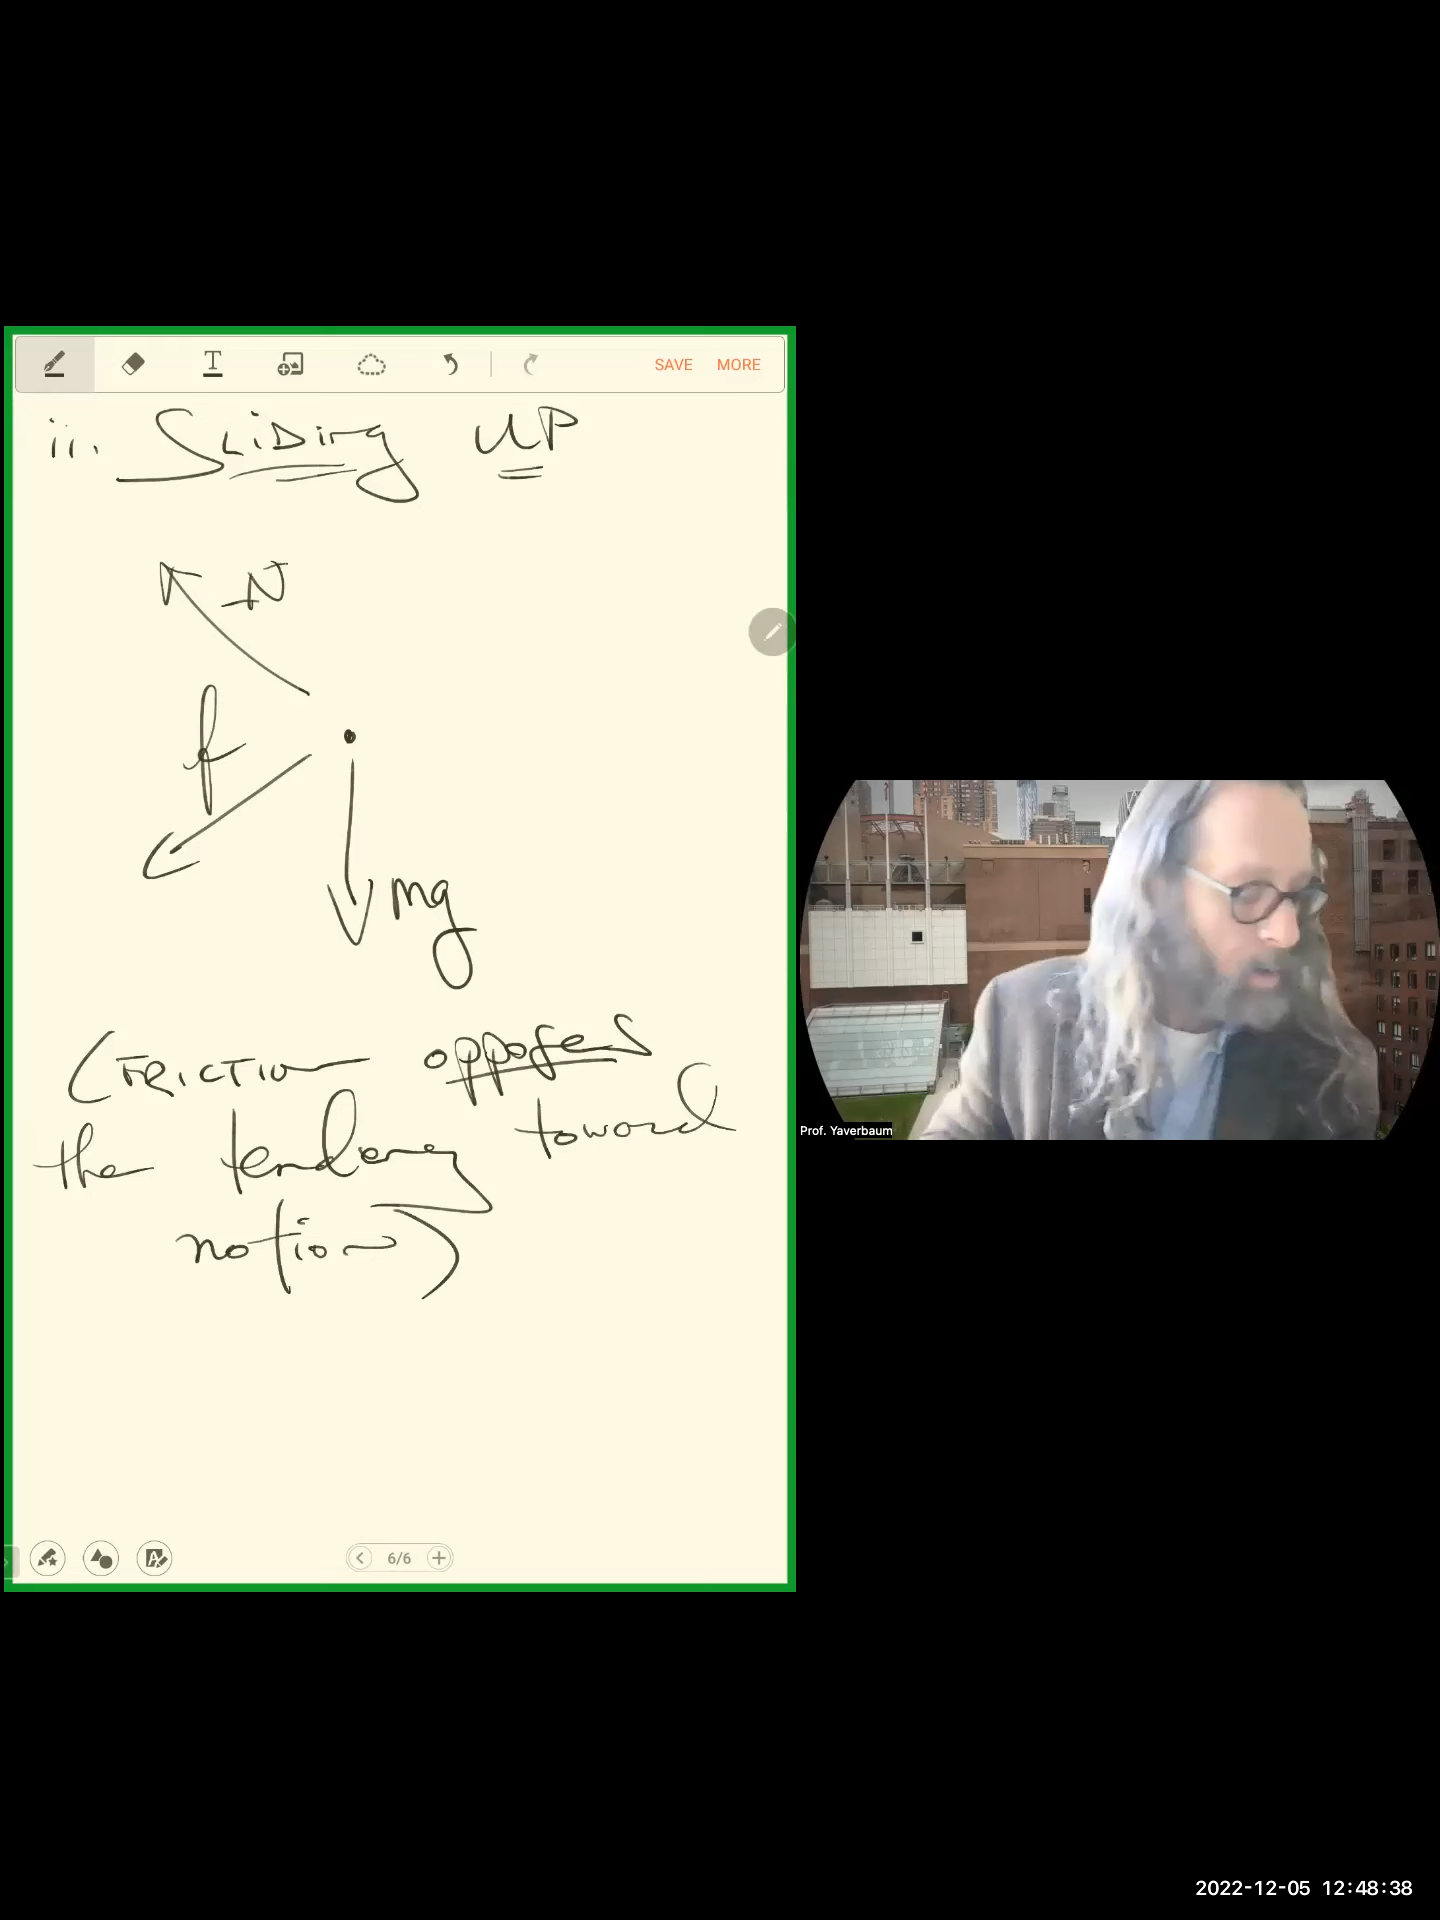 T
SAVE MORE
ii. SLiDing UP
N
f
mg
(FRICTION opposes
the tendency toward
motion)
A
6/6
Prof. Yaverbaum
2022-12-05 12:48:38